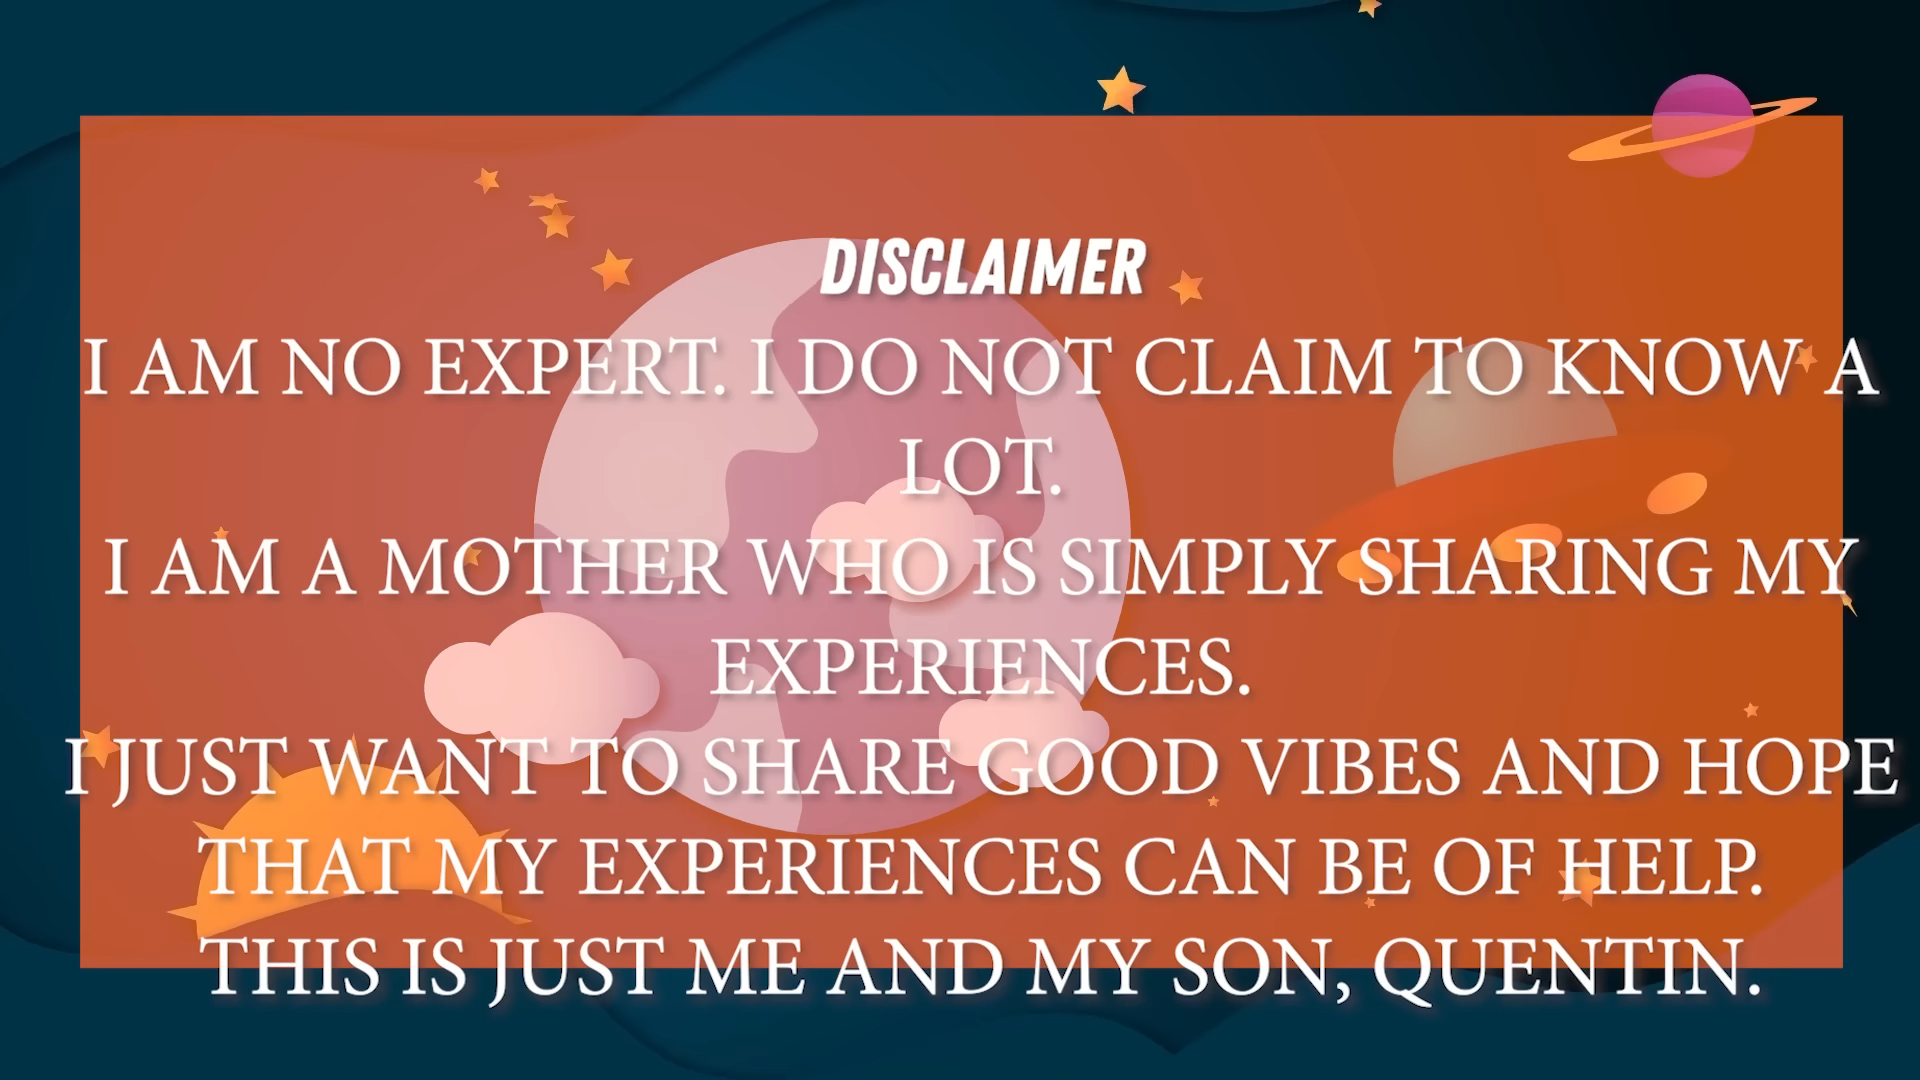 DISCLAIMER
I AM NO EXPERT. I DO NOT CLAIM TO KNOW A
LOT.
I AM A MOTHER WHO IS SIMPLY SHARING MY
EXPERIENCES.
I JUST WANT TO SHARE GOOD VIBES AND HOPE
THAT MY EXPERIENCES CAN BE OF HELP.
THIS IS JUST ME AND MY SON, QUENTIN.